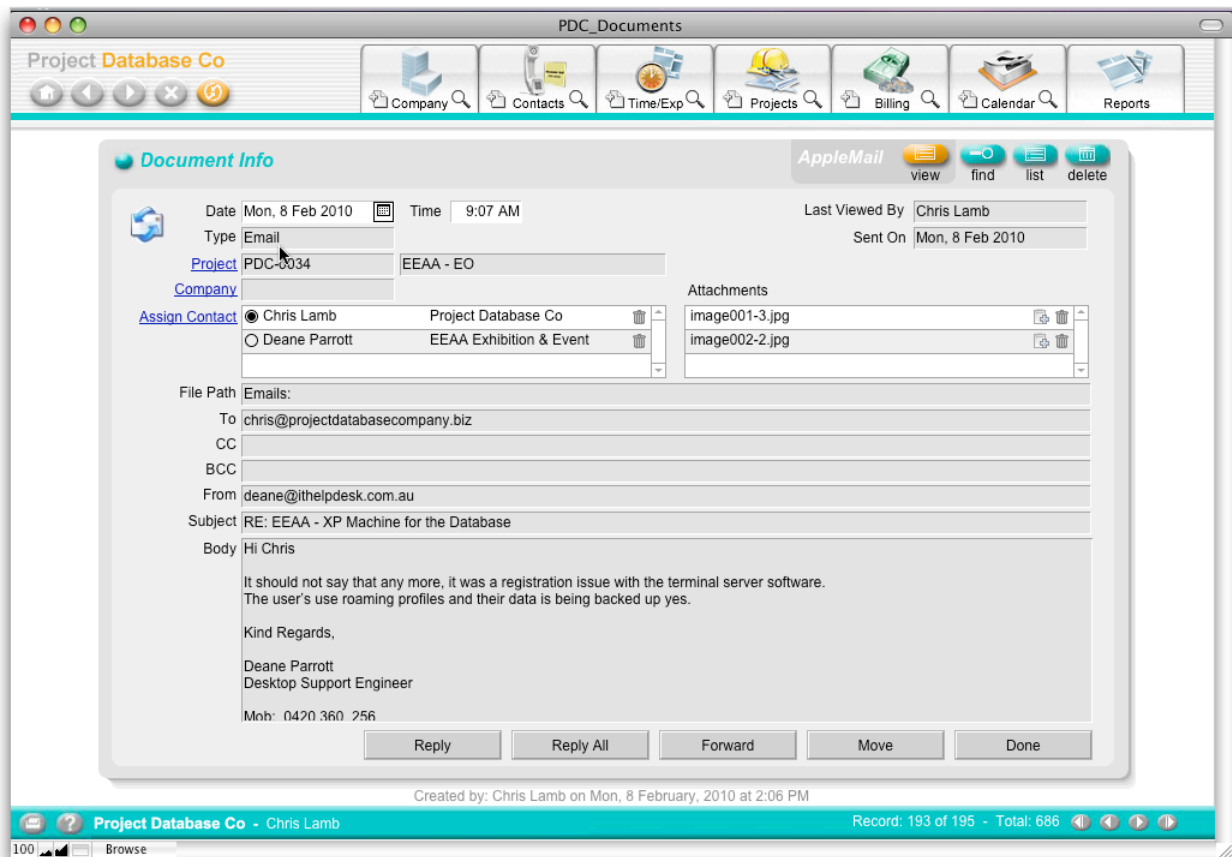 PDC_Documents
Project Database Co
Company
Contacts
Time/Exp
Projects
Billing
Calendar
Reports
Document Info
AppleMail
view
find
list
delete
Date Mon, 8 Feb 2010 Time 9:07 AM
Last Viewed By Chris Lamb
Type Email
Sent On Mon, 8 Feb 2010
Project PDC-0034 EEAA - EO
Company
Attachments
Assign Contact Chris Lamb Project Database Co
image001-3.jpg
Deane Parrott EEAA Exhibition & Event
image002-2.jpg
File Path Emails:
To chris@projectdatabasecompany.biz
CC
BCC
From deane@ithelpdesk.com.au
Subject RE: EEAA - XP Machine for the Database
Body Hi Chris
It should not say that any more, it was a registration issue with the terminal server software.
The user's use roaming profiles and their data is being backed up yes.
Kind Regards,
Deane Parrott
Desktop Support Engineer
Mob: 0420 360 256
Reply
Reply All
Forward
Move
Done
Created by: Chris Lamb on Mon, 8 February, 2010 at 2:06 PM
Project Database Co - Chris Lamb
Record: 193 of 195 - Total: 686
100
Browse